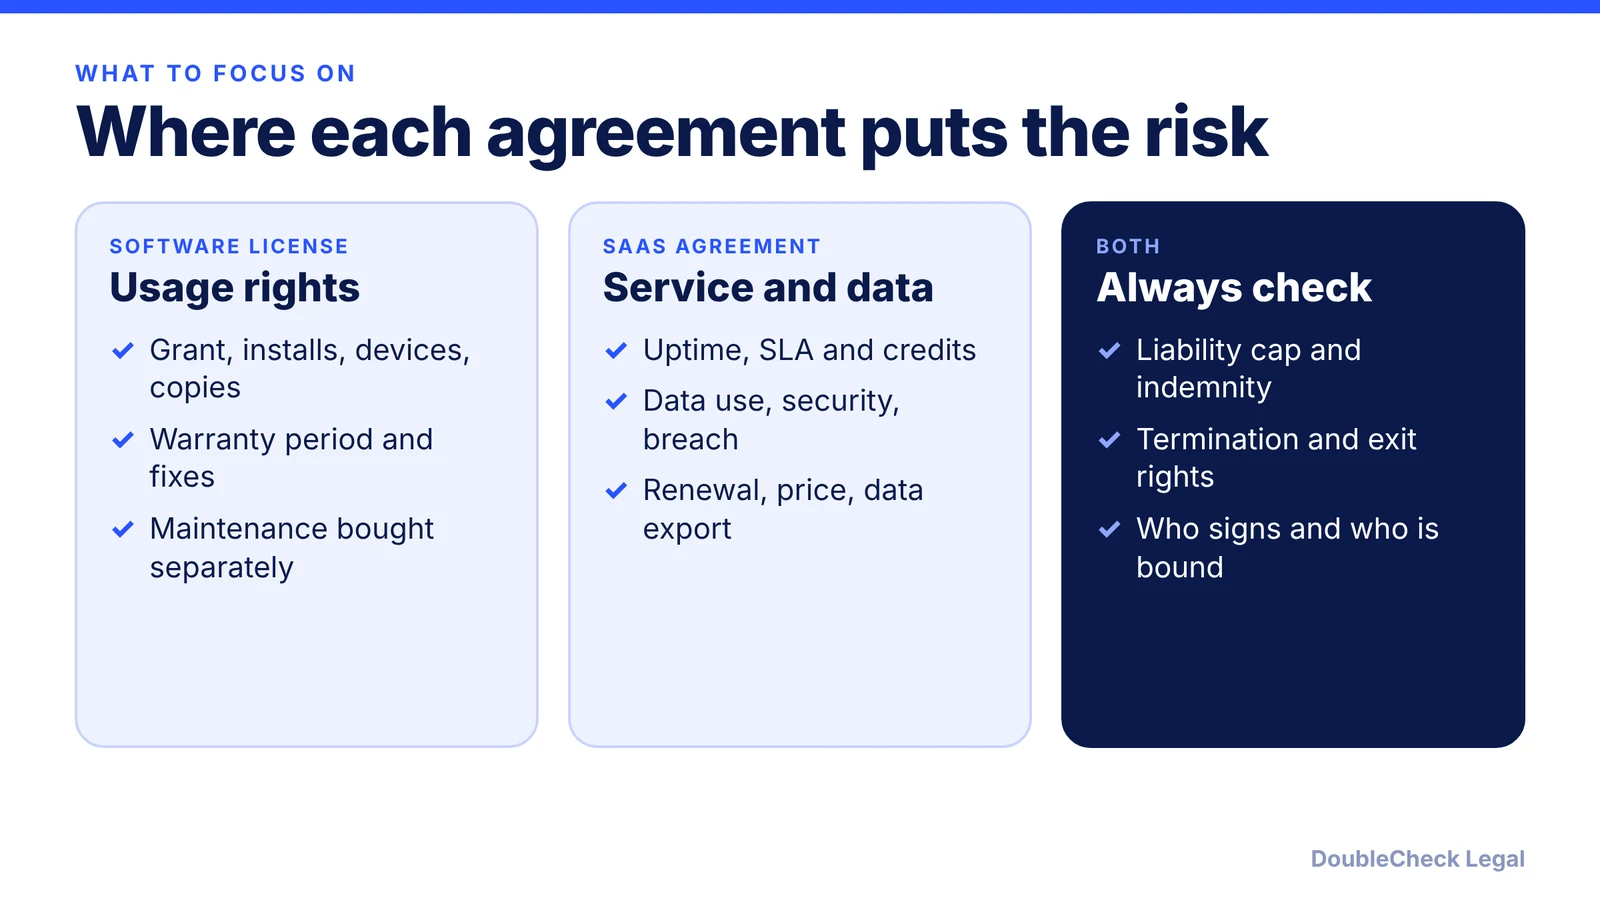 WHAT TO FOCUS ON
Where each agreement puts the risk
SOFTWARE LICENSE
Usage rights
Grant, installs, devices,
copies
Warranty period and
fixes
Maintenance bought
separately
SAAS AGREEMENT
Service and data
Uptime, SLA and credits
Data use, security,
breach
Renewal, price, data
export
BOTH
Always check
Liability cap and
indemnity
Termination and exit
rights
Who signs and who is
bound
DoubleCheck Legal